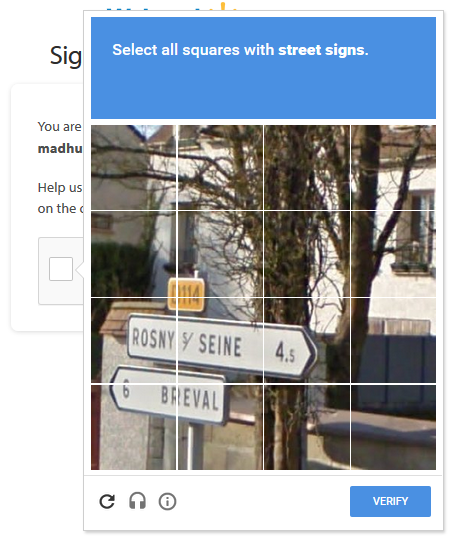 Sig
Select all squares with street signs.
You are
madhu
Help us
on the
D114
ROSNY S/ SEINE 4.5
6 BREVAL
VERIFY